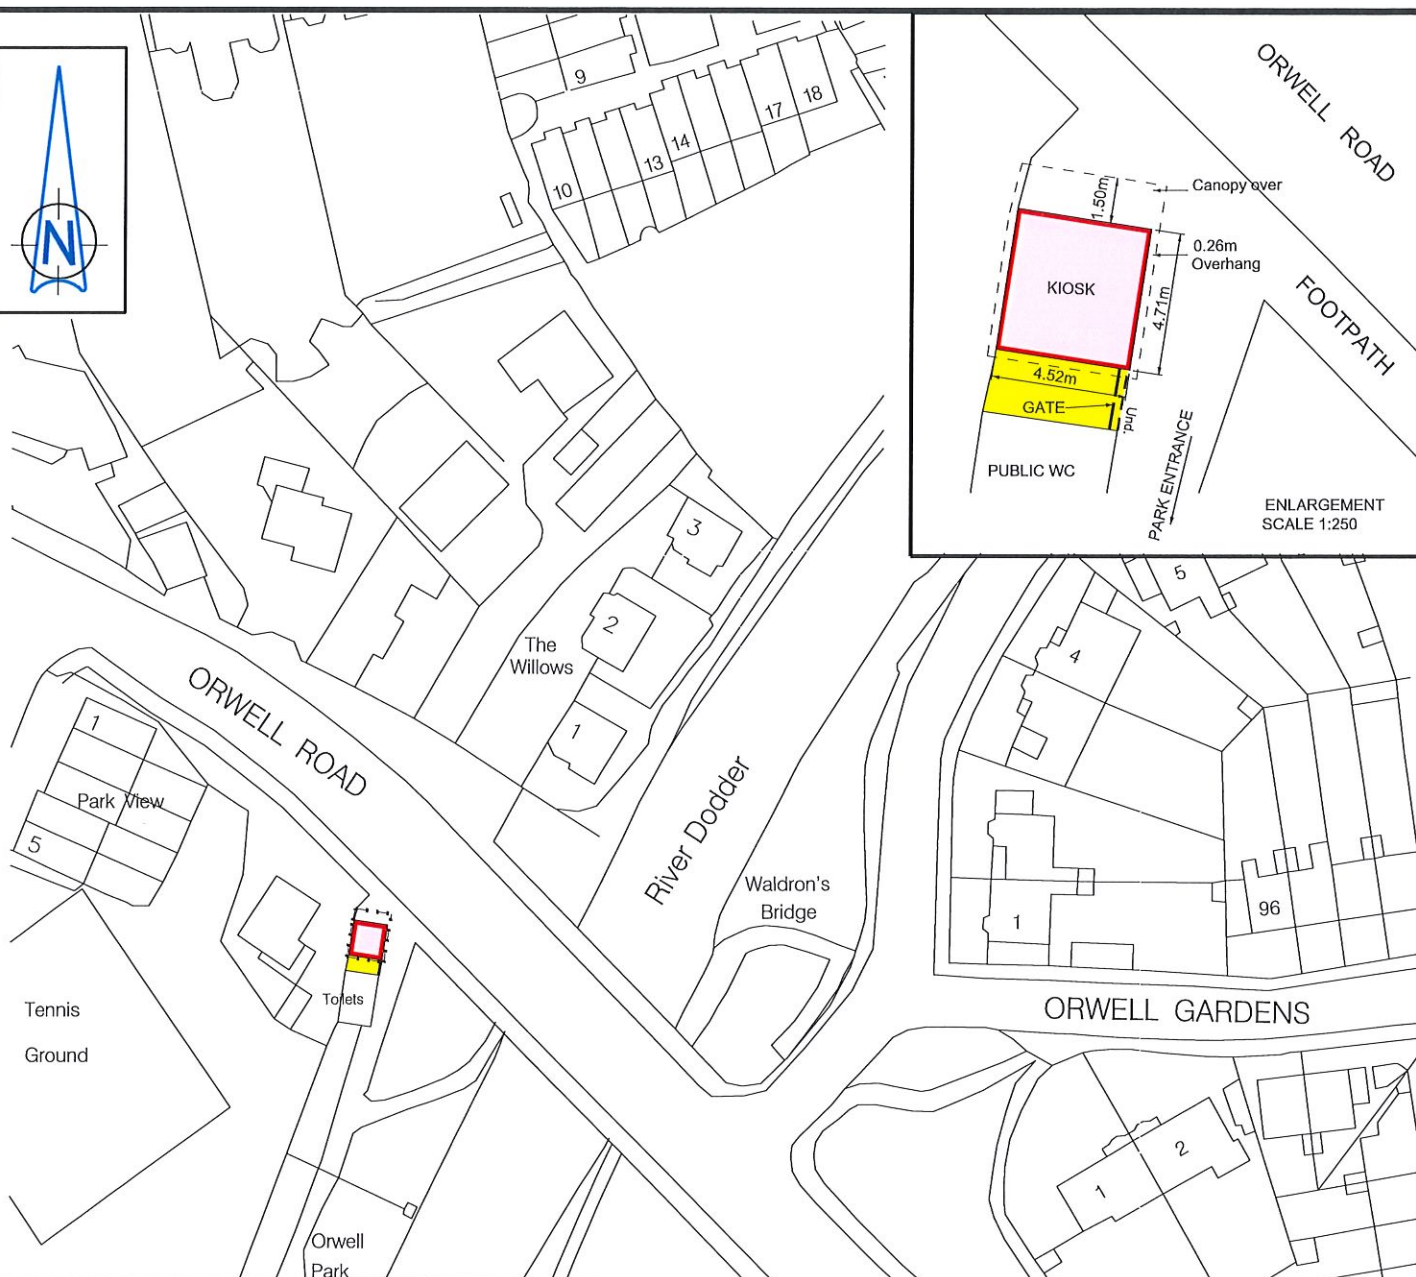 N
9
10
13
14
17
18
ORWELL ROAD
Canopy over
1.50m
0.26m
Overhang
KIOSK
4.71m
FOOTPATH
4.52m
GATE
Und.
PUBLIC WC
PARK ENTRANCE
ENLARGEMENT
SCALE 1:250
3
2
The
Willows
1
ORWELL ROAD
1
Park View
5
River Dodder
Waldron's
Bridge
5
4
1
96
ORWELL GARDENS
Toilets
Tennis
Ground
Orwell
Park
2
1